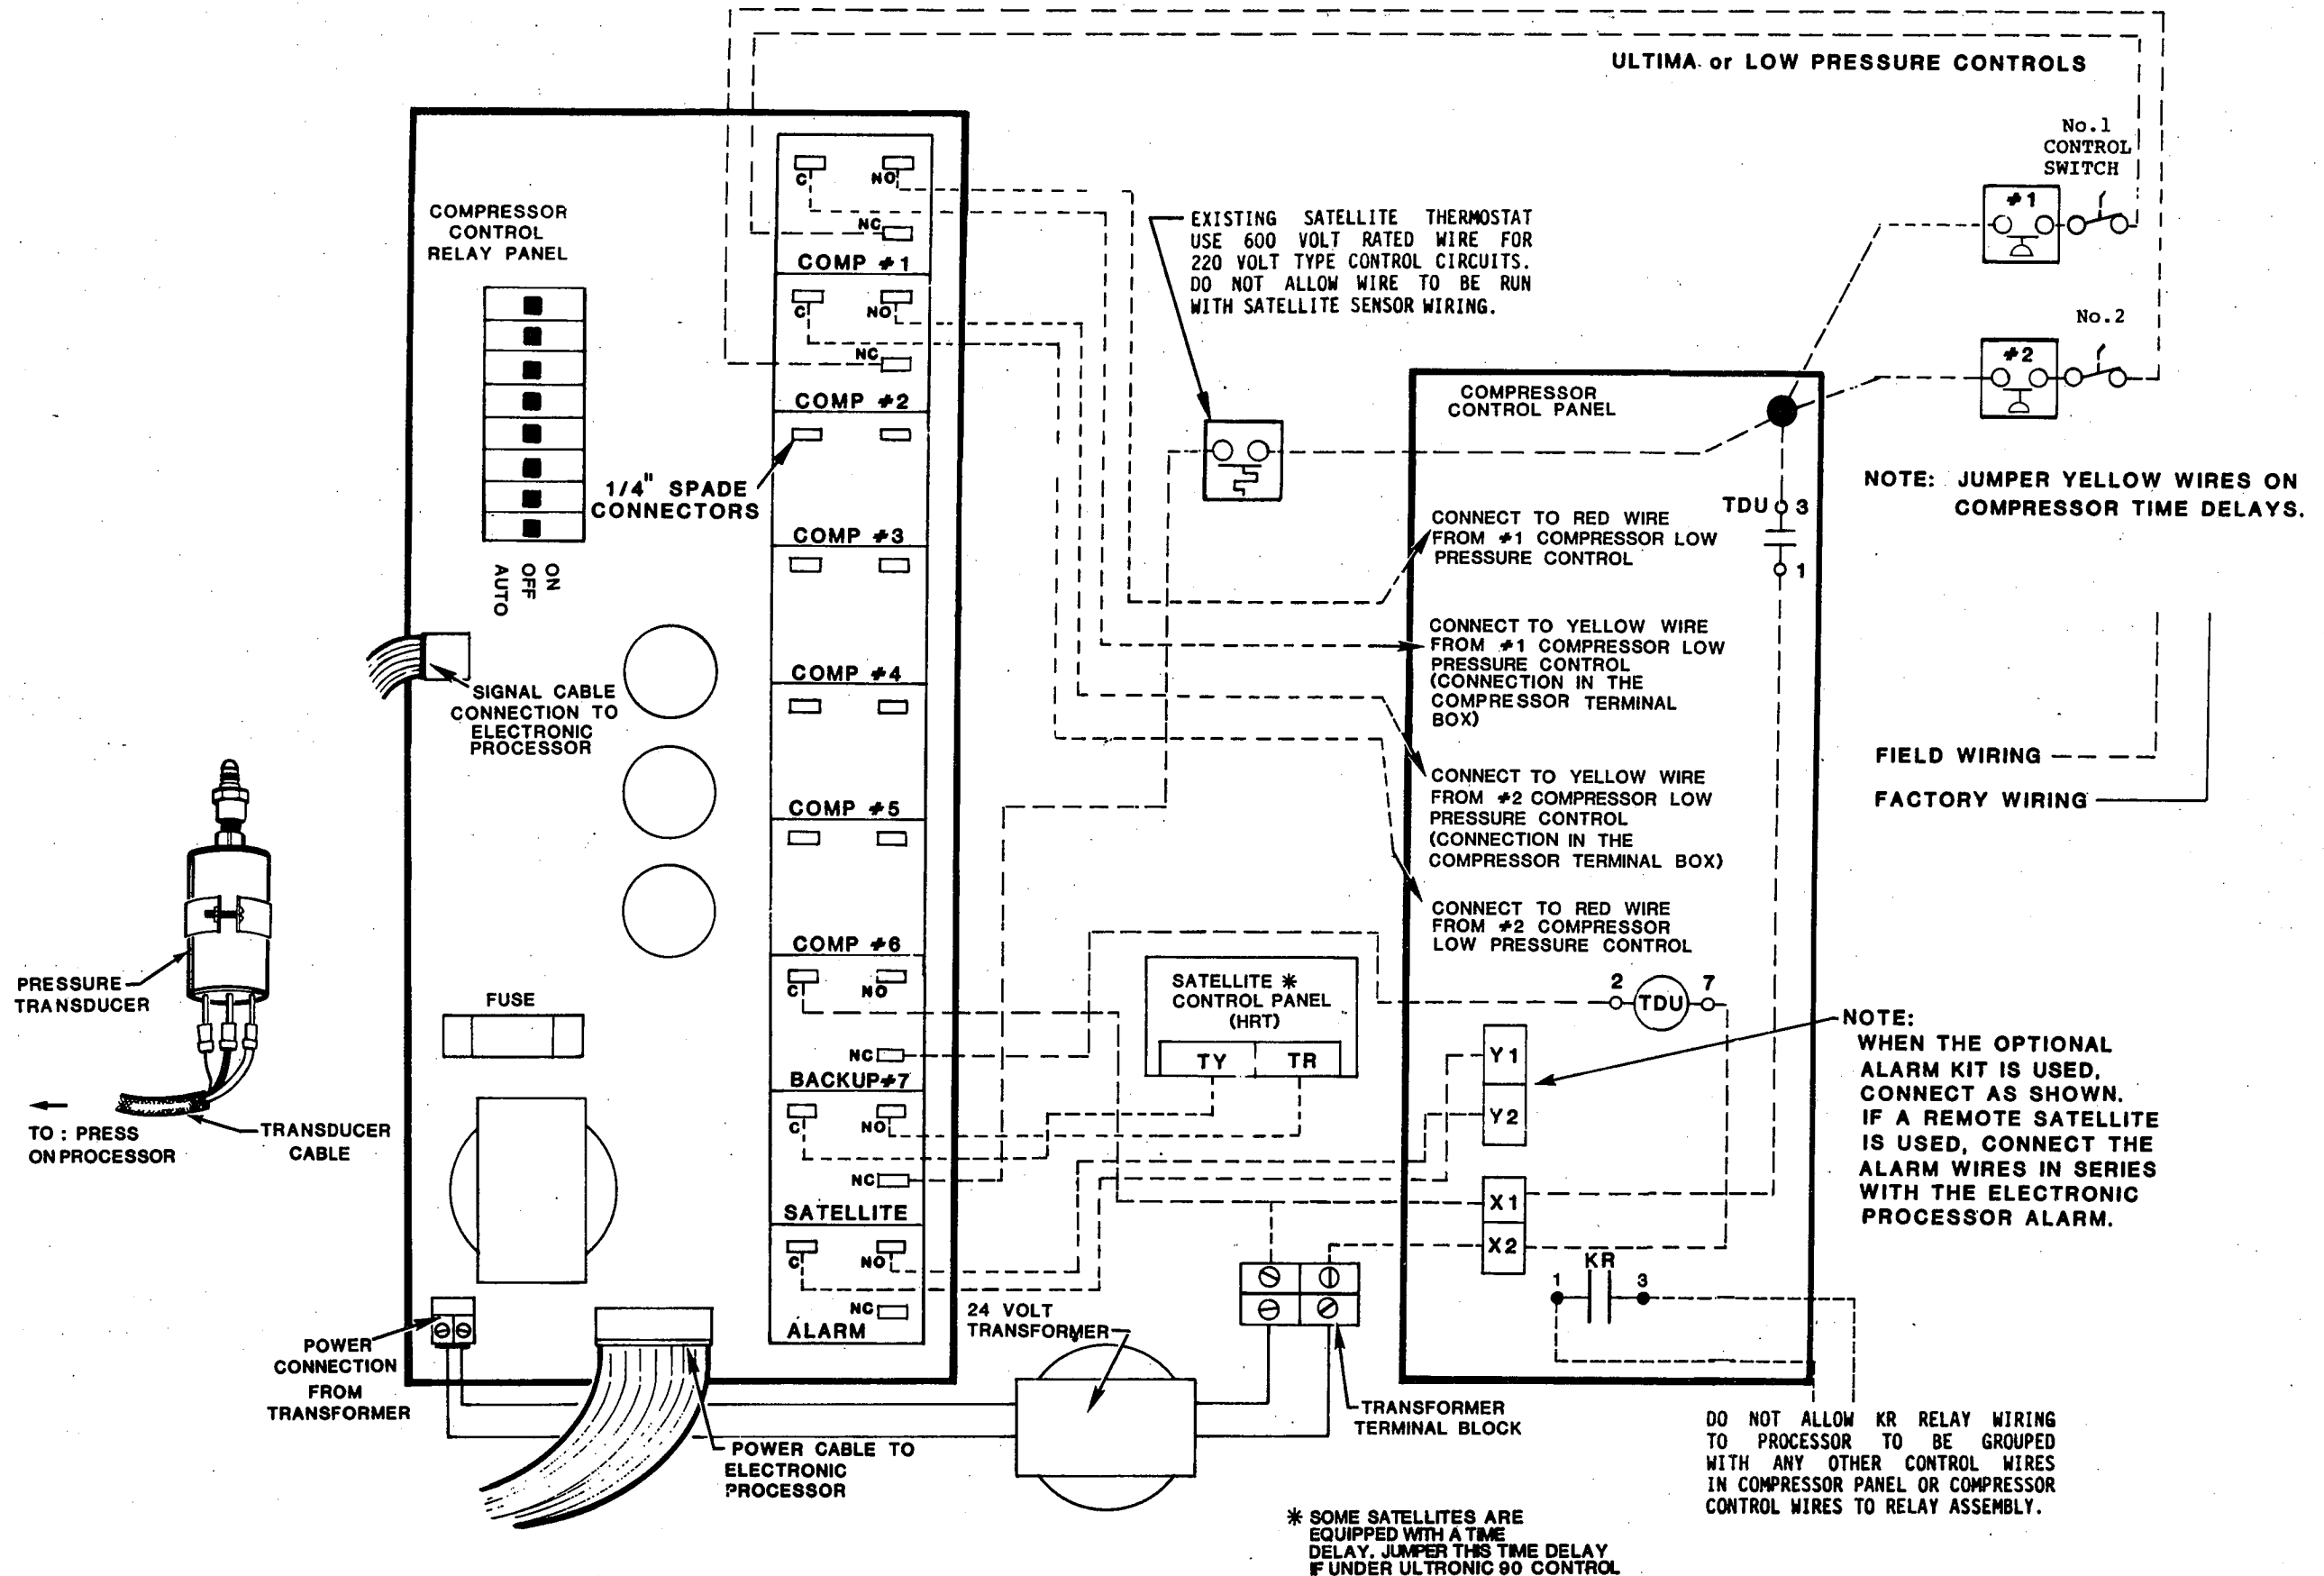 ULTIMA or LOW PRESSURE CONTROLS
No.1
CONTROL
SWITCH
#1
No.2
#2
COMPRESSOR
CONTROL
RELAY PANEL
C
NO
NC
COMP #1
C
NO
NC
COMP #2
1/4" SPADE
CONNECTORS
COMP #3
COMP #4
COMP #5
COMP #6
C
NO
NC
BACKUP #7
C
NO
NC
SATELLITE
C
NO
NC
ALARM
ON
OFF
AUTO
SIGNAL CABLE
CONNECTION TO
ELECTRONIC
PROCESSOR
FUSE
PRESSURE
TRANSDUCER
TO : PRESS
ON PROCESSOR
TRANSDUCER
CABLE
POWER
CONNECTION
FROM
TRANSFORMER
POWER CABLE TO
ELECTRONIC
PROCESSOR
24 VOLT
TRANSFORMER
TRANSFORMER
TERMINAL BLOCK
EXISTING SATELLITE THERMOSTAT
USE 600 VOLT RATED WIRE FOR
220 VOLT TYPE CONTROL CIRCUITS.
DO NOT ALLOW WIRE TO BE RUN
WITH SATELLITE SENSOR WIRING.
SATELLITE *
CONTROL PANEL
(HRT)
TY
TR
COMPRESSOR
CONTROL PANEL
TDU 3
1
CONNECT TO RED WIRE
FROM #1 COMPRESSOR LOW
PRESSURE CONTROL
CONNECT TO YELLOW WIRE
FROM #1 COMPRESSOR LOW
PRESSURE CONTROL
(CONNECTION IN THE
COMPRESSOR TERMINAL
BOX)
CONNECT TO YELLOW WIRE
FROM #2 COMPRESSOR LOW
PRESSURE CONTROL
(CONNECTION IN THE
COMPRESSOR TERMINAL BOX)
CONNECT TO RED WIRE
FROM #2 COMPRESSOR
LOW PRESSURE CONTROL
2
TDU
7
Y1
Y2
X1
X2
KR
1
3
NOTE: JUMPER YELLOW WIRES ON
COMPRESSOR TIME DELAYS.
FIELD WIRING
FACTORY WIRING
NOTE:
WHEN THE OPTIONAL
ALARM KIT IS USED,
CONNECT AS SHOWN.
IF A REMOTE SATELLITE
IS USED, CONNECT THE
ALARM WIRES IN SERIES
WITH THE ELECTRONIC
PROCESSOR ALARM.
DO NOT ALLOW KR RELAY WIRING
TO PROCESSOR TO BE GROUPED
WITH ANY OTHER CONTROL WIRES
IN COMPRESSOR PANEL OR COMPRESSOR
CONTROL WIRES TO RELAY ASSEMBLY.
* SOME SATELLITES ARE
EQUIPPED WITH A TIME
DELAY. JUMPER THIS TIME DELAY
IF UNDER ULTRONIC 90 CONTROL